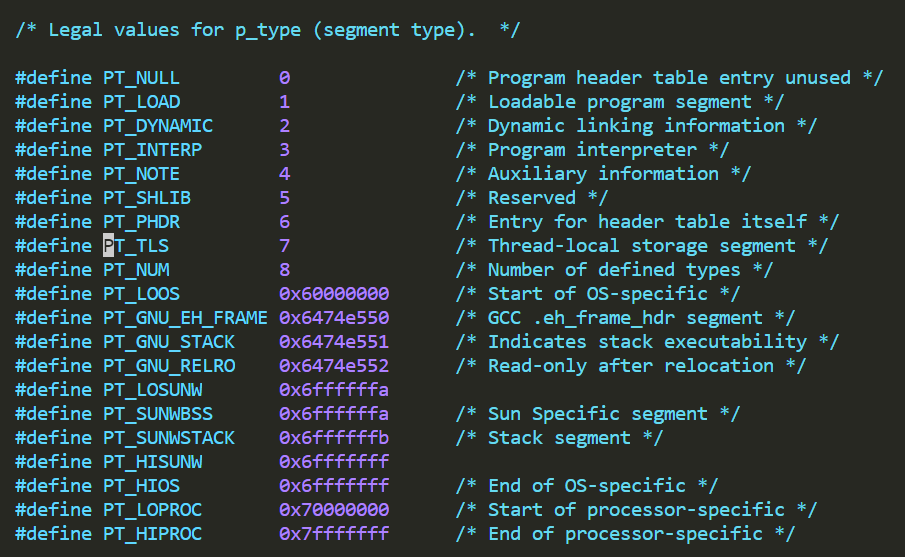 /* Legal values for p_type (segment type).  */
#define PT_NULL         0               /* Program header table entry unused */
#define PT_LOAD         1               /* Loadable program segment */
#define PT_DYNAMIC      2               /* Dynamic linking information */
#define PT_INTERP       3               /* Program interpreter */
#define PT_NOTE         4               /* Auxiliary information */
#define PT_SHLIB        5               /* Reserved */
#define PT_PHDR         6               /* Entry for header table itself */
#define PT_TLS          7               /* Thread-local storage segment */
#define PT_NUM          8               /* Number of defined types */
#define PT_LOOS         0x60000000      /* Start of OS-specific */
#define PT_GNU_EH_FRAME 0x6474e550      /* GCC .eh_frame_hdr segment */
#define PT_GNU_STACK    0x6474e551      /* Indicates stack executability */
#define PT_GNU_RELRO    0x6474e552      /* Read-only after relocation */
#define PT_LOSUNW       0x6ffffffa
#define PT_SUNWBSS      0x6ffffffa      /* Sun Specific segment */
#define PT_SUNWSTACK    0x6ffffffb      /* Stack segment */
#define PT_HISUNW       0x6fffffff
#define PT_HIOS         0x6fffffff      /* End of OS-specific */
#define PT_LOPROC       0x70000000      /* Start of processor-specific */
#define PT_HIPROC       0x7fffffff      /* End of processor-specific */